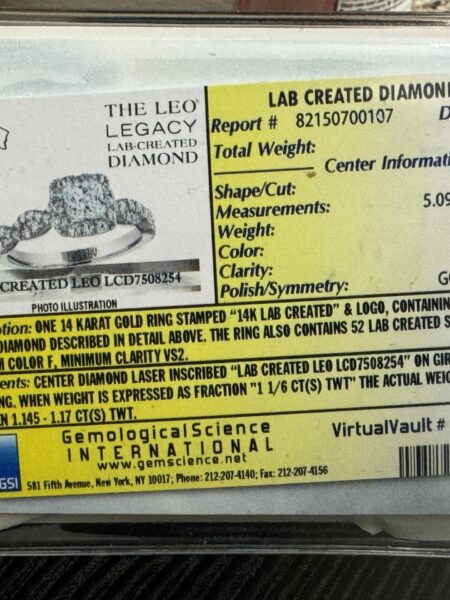 THE LEO®
LEGACY
LAB-CREATED
DIAMOND
CREATED LEO LCD7508254
PHOTO ILLUSTRATION
LAB CREATED DIAMON
Report # 82150700107 D
Total Weight:
Center Informati
Shape/Cut:
Measurements: 5.09
Weight:
Color:
Clarity:
Polish/Symmetry: G
tion: ONE 14 KARAT GOLD RING STAMPED "14K LAB CREATED" & LOGO, CONTAININ
DIAMOND DESCRIBED IN DETAIL ABOVE. THE RING ALSO CONTAINS 52 LAB CREATED S
M COLOR F, MINIMUM CLARITY VS2.
ents: CENTER DIAMOND LASER INSCRIBED "LAB CREATED LEO LCD7508254" ON GIR
NG. WHEN WEIGHT IS EXPRESSED AS FRACTION "1 1/6 CT(S) TWT" THE ACTUAL WEIG
EN 1.145 - 1.17 CT(S) TWT.
GSI
GemologicalScience
INTERNATIONAL
www.gemscience.net
581 Fifth Avenue, New York, NY 10017; Phone: 212-207-4140; Fax: 212-207-4156
VirtualVault #